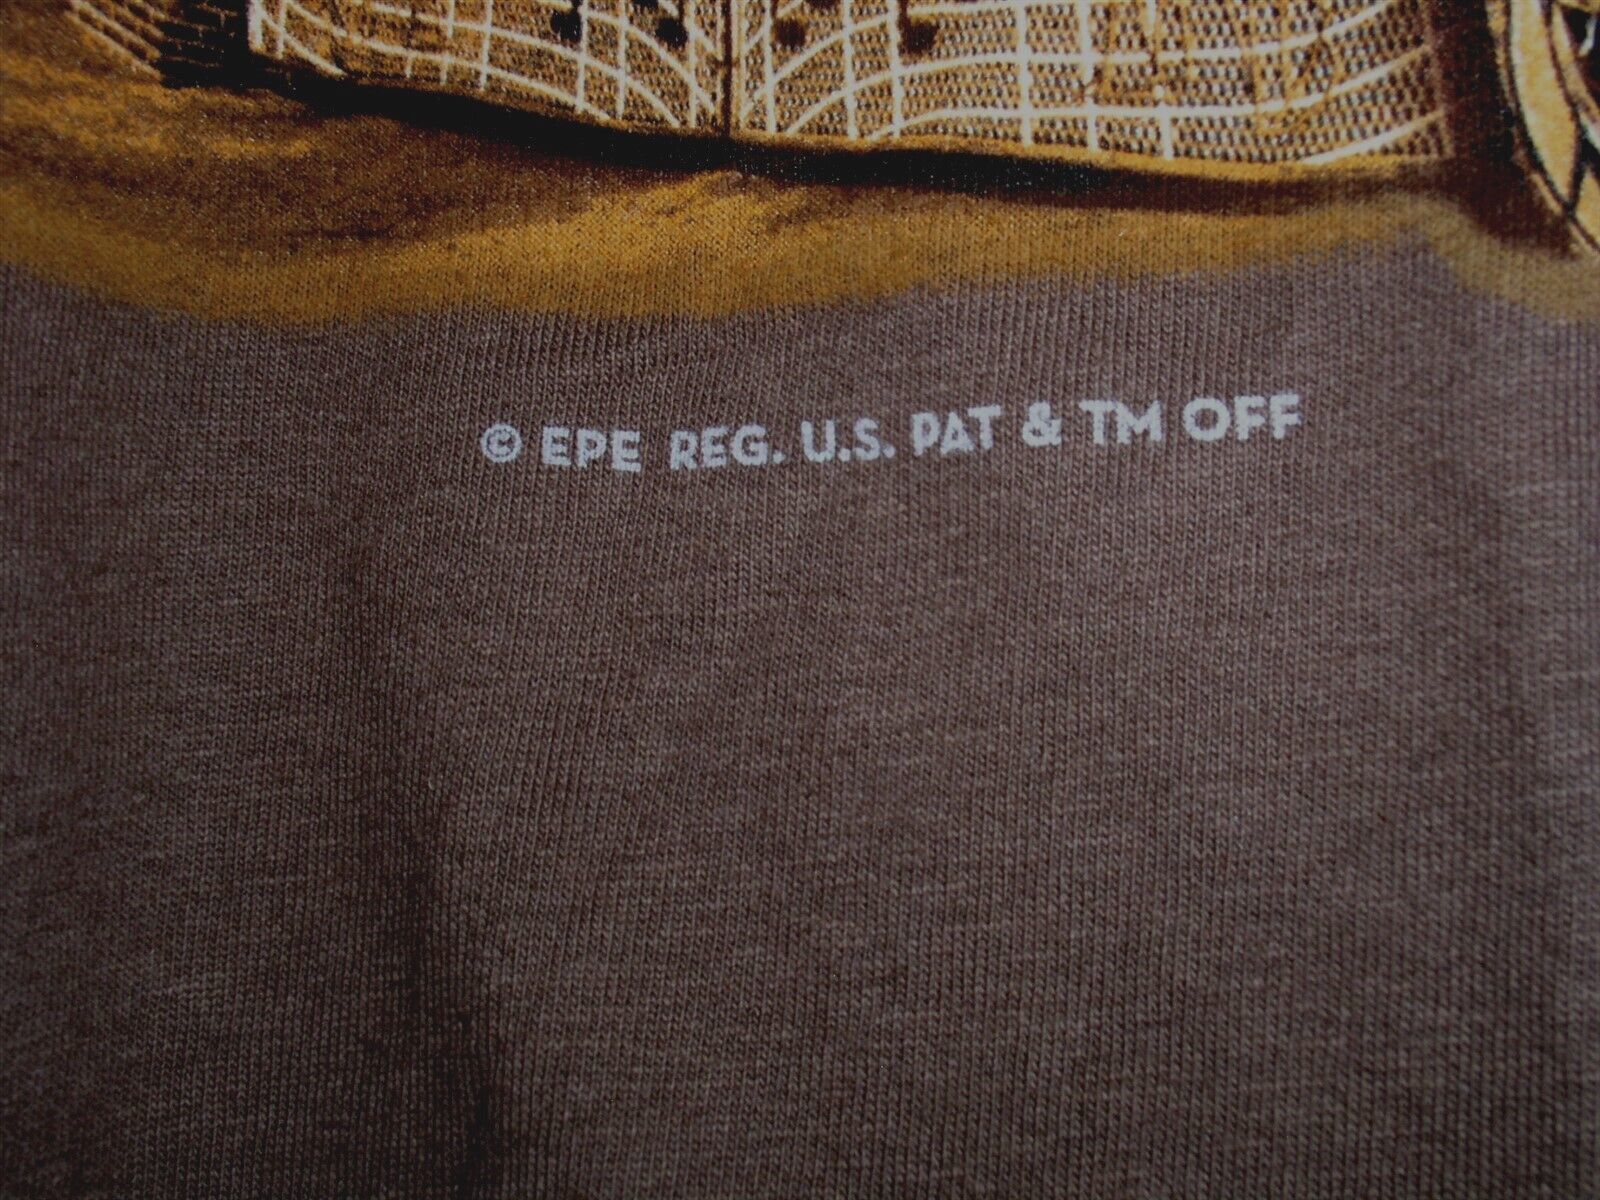 © EPE REG. U.S. PAT & TM OFF